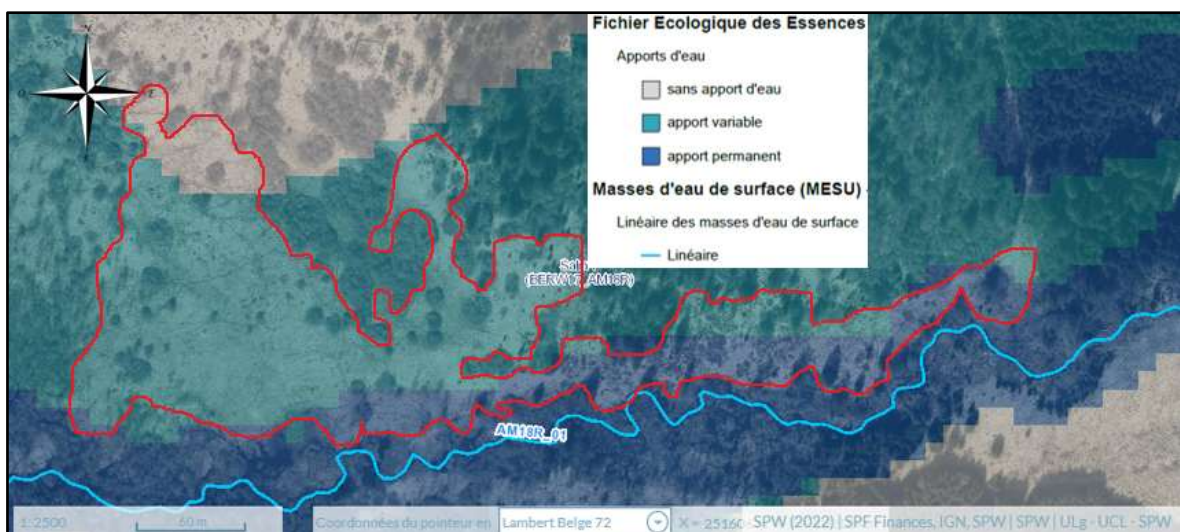 N
O
E
Fichier Ecologique des Essences
Apports d'eau
sans apport d'eau
apport variable
apport permanent
Masses d'eau de surface (MESU) -
Linéaire des masses d'eau de surface
Linéaire
(BERW17_AM18R)
AM18R_01
1: 2500
60 m
Coordonnées du pointeur en
Lambert Belge 72
X = 25160
SPW (2022) | SPF Finances, IGN, SPW | SPW | ULg - UCL - SPW